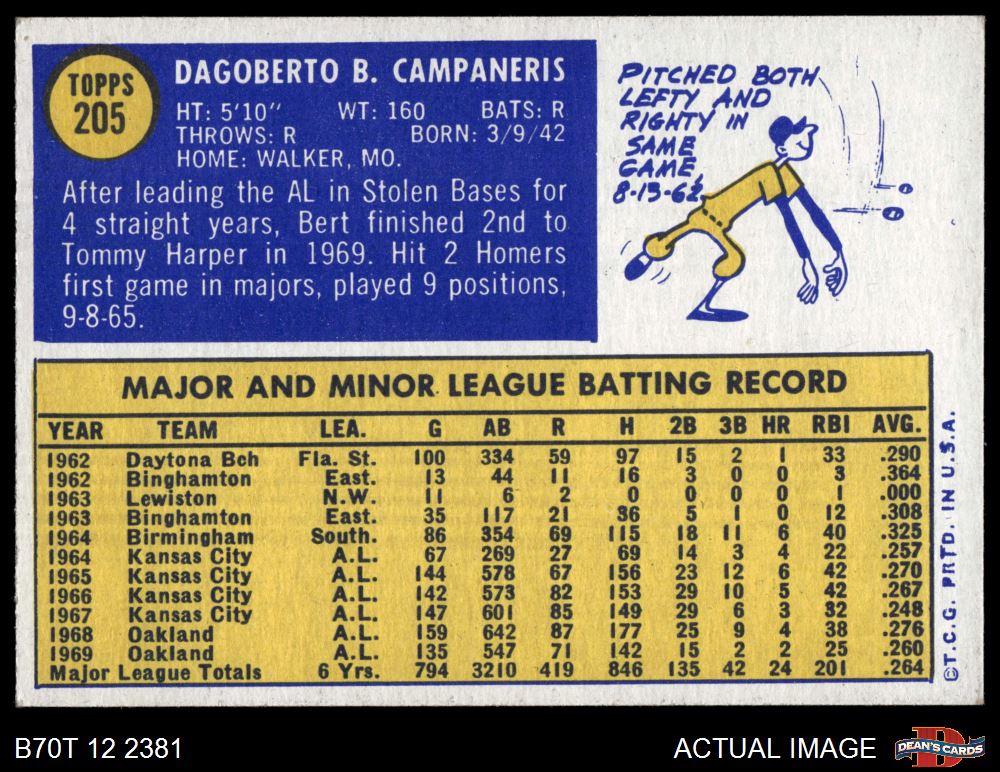 TOPPS
205
DAGOBERTO B. CAMPANERIS
HT: 5'10" WT: 160 BATS: R
THROWS: R BORN: 3/9/42
HOME: WALKER, MO.
After leading the AL in Stolen Bases for
4 straight years, Bert finished 2nd to
Tommy Harper in 1969. Hit 2 Homers
first game in majors, played 9 positions,
9-8-65.
PITCHED BOTH
LEFTY AND
RIGHTY IN
SAME
GAME,
8-13-62
MAJOR AND MINOR LEAGUE BATTING RECORD
YEAR TEAM LEA. G AB R H 2B 3B HR RBI AVG.
1962 Daytona Bch Fla. St. 100 334 59 97 15 2 1 33 .290
1962 Binghamton East. 13 44 11 16 3 0 0 3 .364
1963 Lewiston N.W. 11 6 2 0 0 0 0 1 .000
1963 Binghamton East. 35 117 21 36 5 1 0 12 .308
1964 Birmingham South. 86 354 69 115 18 11 6 40 .325
1964 Kansas City A.L. 67 269 27 69 14 3 4 22 .257
1965 Kansas City A.L. 144 578 67 156 23 12 6 42 .270
1966 Kansas City A.L. 142 573 82 153 29 10 5 42 .267
1967 Kansas City A.L. 147 601 85 149 29 6 3 32 .248
1968 Oakland A.L. 159 642 87 177 25 9 4 38 .276
1969 Oakland A.L. 135 547 71 142 15 2 2 25 .260
Major League Totals 6 Yrs. 794 3210 419 846 135 42 24 201 .264
©T.C.G. PRTD. IN U.S.A.
B70T 12 2381
ACTUAL IMAGE
DEAN'S CARDS